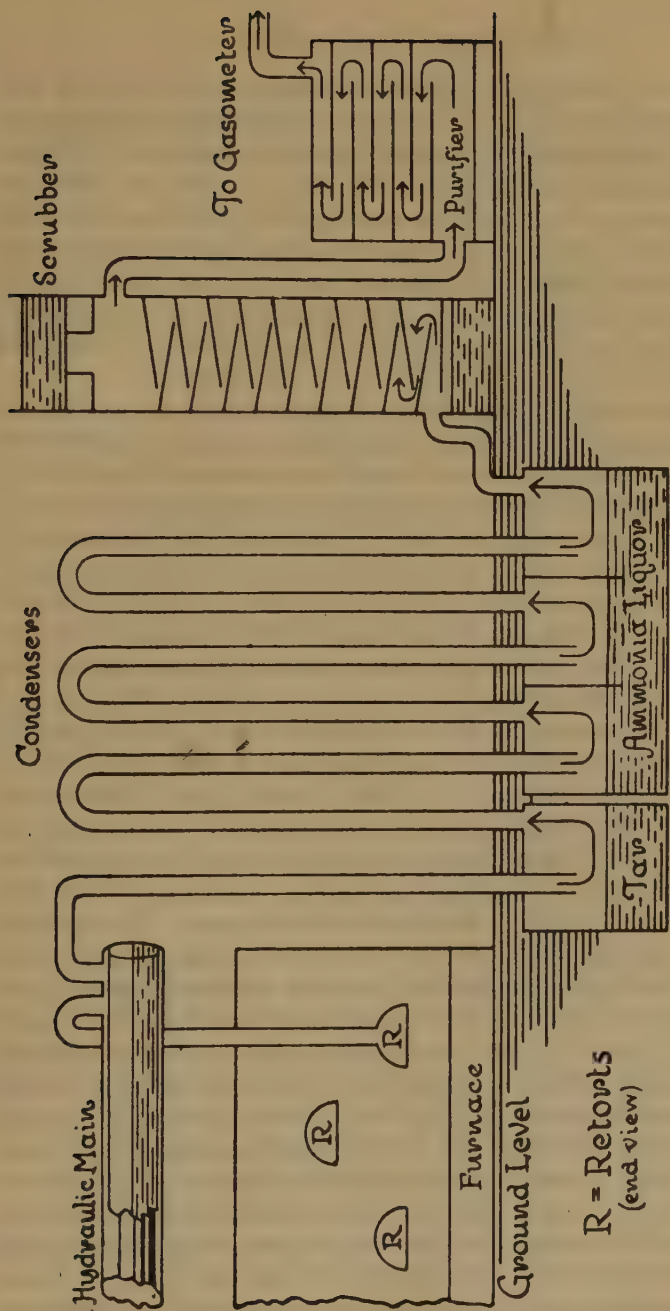 Hydraulic Main
Condensers
Scrubber
To Gasometer
Purifier
R
R
R
Furnace
Ground Level
Tar
Ammonia Liquor
R = Retorts
(end view)